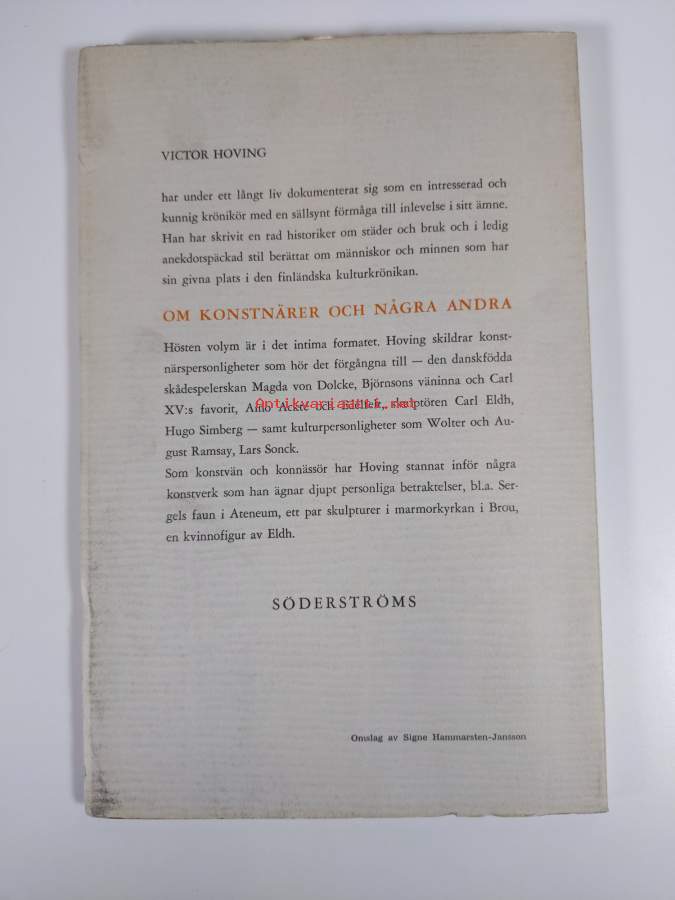 VICTOR HOVING
har under ett långt liv dokumenterat sig som en intresserad och
kunnig krönikör med en sällsynt förmåga till inlevelse i sitt ämne.
Han har skrivit en rad historiker om städer och bruk och i ledig
anekdotspäckad stil berättat om människor och minnen som har
sin givna plats i den finländska kulturkrönikan.
OM KONSTNÄRER OCH NÅGRA ANDRA
Hösten volym är i det intima formatet. Hoving skildrar konst-
närspersonligheter som hör det förgångna till — den danskfödda
skådespelerskan Magda von Dolcke, Björnsons väninna och Carl
XV:s favorit, Aino Ackté och Edelfelt, skulptören Carl Eldh,
Hugo Simberg — samt kulturpersonligheter som Wolter och Au-
gust Ramsay, Lars Sonck.
Som konstvän och konnässör har Hoving stannat inför några
konstverk som han ägnar djupt personliga betraktelser, bl.a. Ser-
gels faun i Ateneum, ett par skulpturer i marmorkyrkan i Brou,
en kvinnofigur av Eldh.
SÖDERSTRÖMS
Omslag av Signe Hammarsten-Jansson